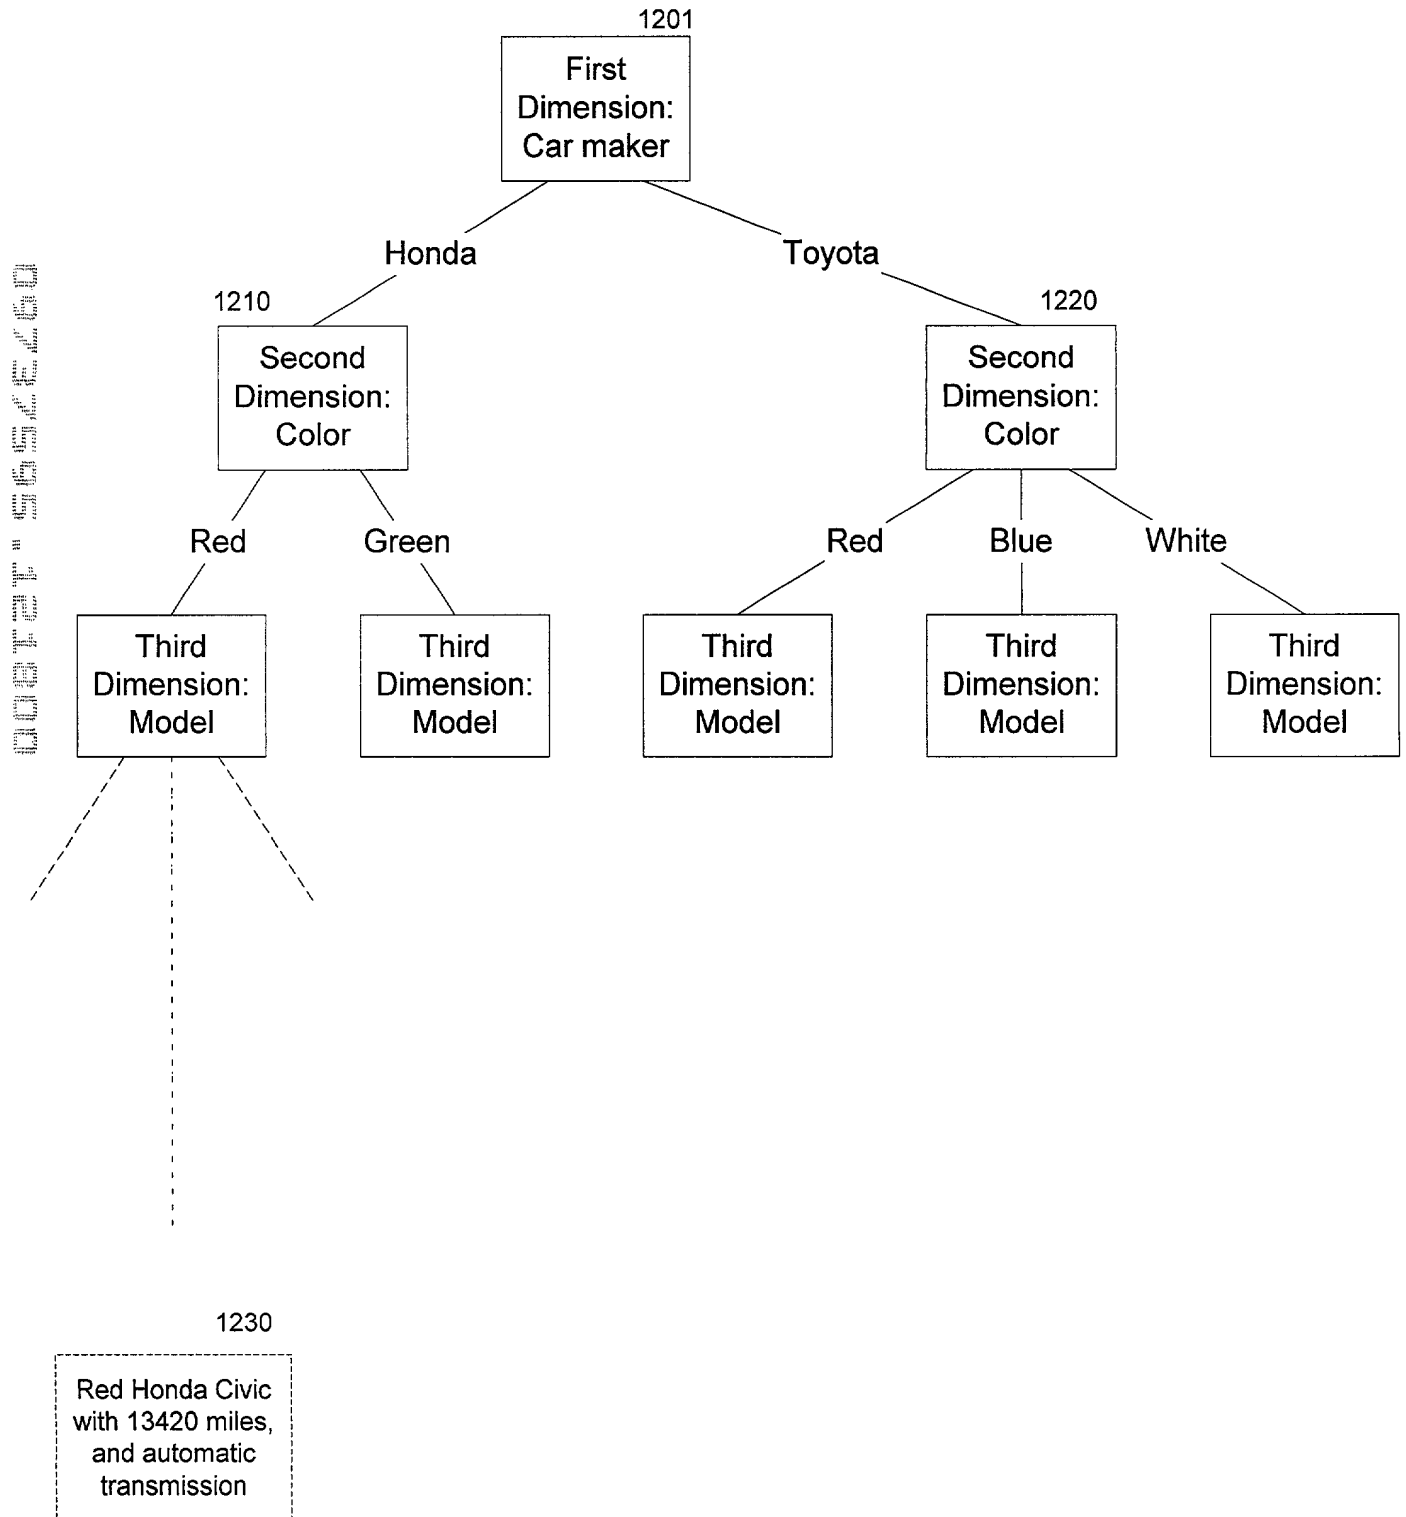 1201
First
Dimension:
Car maker
Honda
Toyota
1210
1220
Second
Dimension:
Color
Second
Dimension:
Color
Red
Green
Red
Blue
White
Third
Dimension:
Model
Third
Dimension:
Model
Third
Dimension:
Model
Third
Dimension:
Model
Third
Dimension:
Model
1230
Red Honda Civic
with 13420 miles,
and automatic
transmission